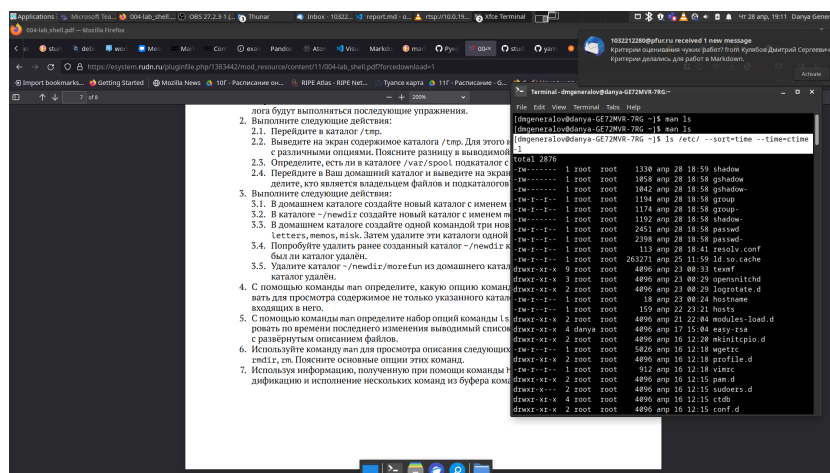 Applications
Microsoft Tea...
004-lab_shell....
OBS 27.2.3-1 (...
Thunar
Inbox - 10322...
report.md - o...
rtsp://10.0.19...
Xfce Terminal
Чт 28 апр, 19:11 Danya Gener
004-lab_shell.pdf — Mozilla Firefox
https://esystem.rudn.ru/pluginfile.php/1383442/mod_resource/content/11/004-lab_shell.pdf?forcedownload=1
Import bookmarks...
Getting Started
Mozilla News
10Г - Расписание он...
RIPE Atlas - RIPE Net...
Туапсе карта
11Г - Расписание - G...
7 of 8
200%
1032212280@pfur.ru received 1 new message
Критерии оценивания чужих работ? from Кулябов Дмитрий Сергеевич
Критерии делались для работ в Markdown.
Activate
лога будут выполняться последующие упражнения.
2. Выполните следующие действия:
2.1. Перейдите в каталог /tmp.
2.2. Выведите на экран содержимое каталога /tmp. Для этого и
с различными опциями. Поясните разницу в выводимой
2.3. Определите, есть ли в каталоге /var/spool подкаталог с
2.4. Перейдите в Ваш домашний каталог и выведите на экран
делите, кто является владельцем файлов и подкаталогов
3. Выполните следующие действия:
3.1. В домашнем каталоге создайте новый каталог с именем
3.2. В каталоге ~/newdir создайте новый каталог с именем m
3.3. В домашнем каталоге создайте одной командой три нов
letters, memos, misk. Затем удалите эти каталоги одной
3.4. Попробуйте удалить ранее созданный каталог ~/newdir к
был ли каталог удалён.
3.5. Удалите каталог ~/newdir/morefun из домашнего катал
каталог удалён.
4. С помощью команды man определите, какую опцию коман
вать для просмотра содержимое не только указанного катал
входящих в него.
5. С помощью команды man определите набор опций команды ls
ровать по времени последнего изменения выводимый список
с развёрнутым описанием файлов.
6. Используйте команду man для просмотра описания следующих
rmdir, rm. Поясните основные опции этих команд.
7. Используя информацию, полученную при помощи команды h
дификацию и исполнение нескольких команд из буфера кома
Terminal - dmgeneralov@danya-GE72MVR-7RG:~
File Edit View Terminal Tabs Help
[dmgeneralov@danya-GE72MVR-7RG ~]$ man ls
[dmgeneralov@danya-GE72MVR-7RG ~]$ man ls
[dmgeneralov@danya-GE72MVR-7RG ~]$ ls /etc/ --sort=time --time=ctime
-l
total 2876
-rw------- 1 root root 1330 апр 28 18:59 shadow
-rw------- 1 root root 1058 апр 28 18:58 gshadow
-rw------- 1 root root 1042 апр 28 18:58 gshadow-
-rw-r--r-- 1 root root 1194 апр 28 18:58 group
-rw-r--r-- 1 root root 1174 апр 28 18:58 group-
-rw------- 1 root root 1192 апр 28 18:58 shadow-
-rw-r--r-- 1 root root 2451 апр 28 18:58 passwd
-rw-r--r-- 1 root root 2398 апр 28 18:58 passwd-
-rw-r--r-- 1 root root 113 апр 28 18:41 resolv.conf
-rw-r--r-- 1 root root 263271 апр 25 11:59 ld.so.cache
drwxr-xr-x 9 root root 4096 апр 23 00:33 texmf
drwxr-xr-x 3 root root 4096 апр 23 00:29 opensnitchd
drwxr-xr-x 2 root root 4096 апр 23 00:29 logrotate.d
-rw-r--r-- 1 root root 18 апр 23 00:24 hostname
-rw-r--r-- 1 root root 159 апр 22 23:21 hosts
drwxr-xr-x 2 root root 4096 апр 21 22:04 modules-load.d
drwxr-xr-x 4 danya root 4096 апр 17 15:04 easy-rsa
drwxr-xr-x 2 root root 4096 апр 16 12:20 mkinitcpio.d
-rw-r--r-- 1 root root 5026 апр 16 12:18 wgetrc
drwxr-xr-x 2 root root 4096 апр 16 12:18 profile.d
-rw-r--r-- 1 root root 912 апр 16 12:18 vimrc
drwxr-xr-x 2 root root 4096 апр 16 12:15 pam.d
drwxr-x--- 2 root root 4096 апр 16 12:15 sudoers.d
drwxr-xr-x 4 root root 4096 апр 16 12:15 ctdb
drwxr-xr-x 2 root root 4096 апр 16 12:15 conf.d